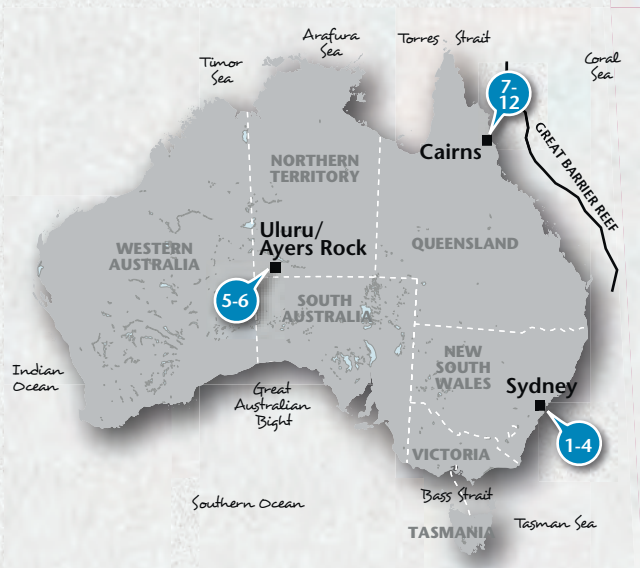 Arafura
Sea
Torres Strait
Timor
Sea
Coral
Sea
7-
12
GREAT BARRIER REEF
Cairns
NORTHERN
TERRITORY
Uluru/
Ayers Rock
QUEENSLAND
WESTERN
AUSTRALIA
5-6
SOUTH
AUSTRALIA
Indian
Ocean
NEW
SOUTH
WALES
Sydney
Great
Australian
Bight
1-4
VICTORIA
Bass Strait
Southern Ocean
Tasman Sea
TASMANIA